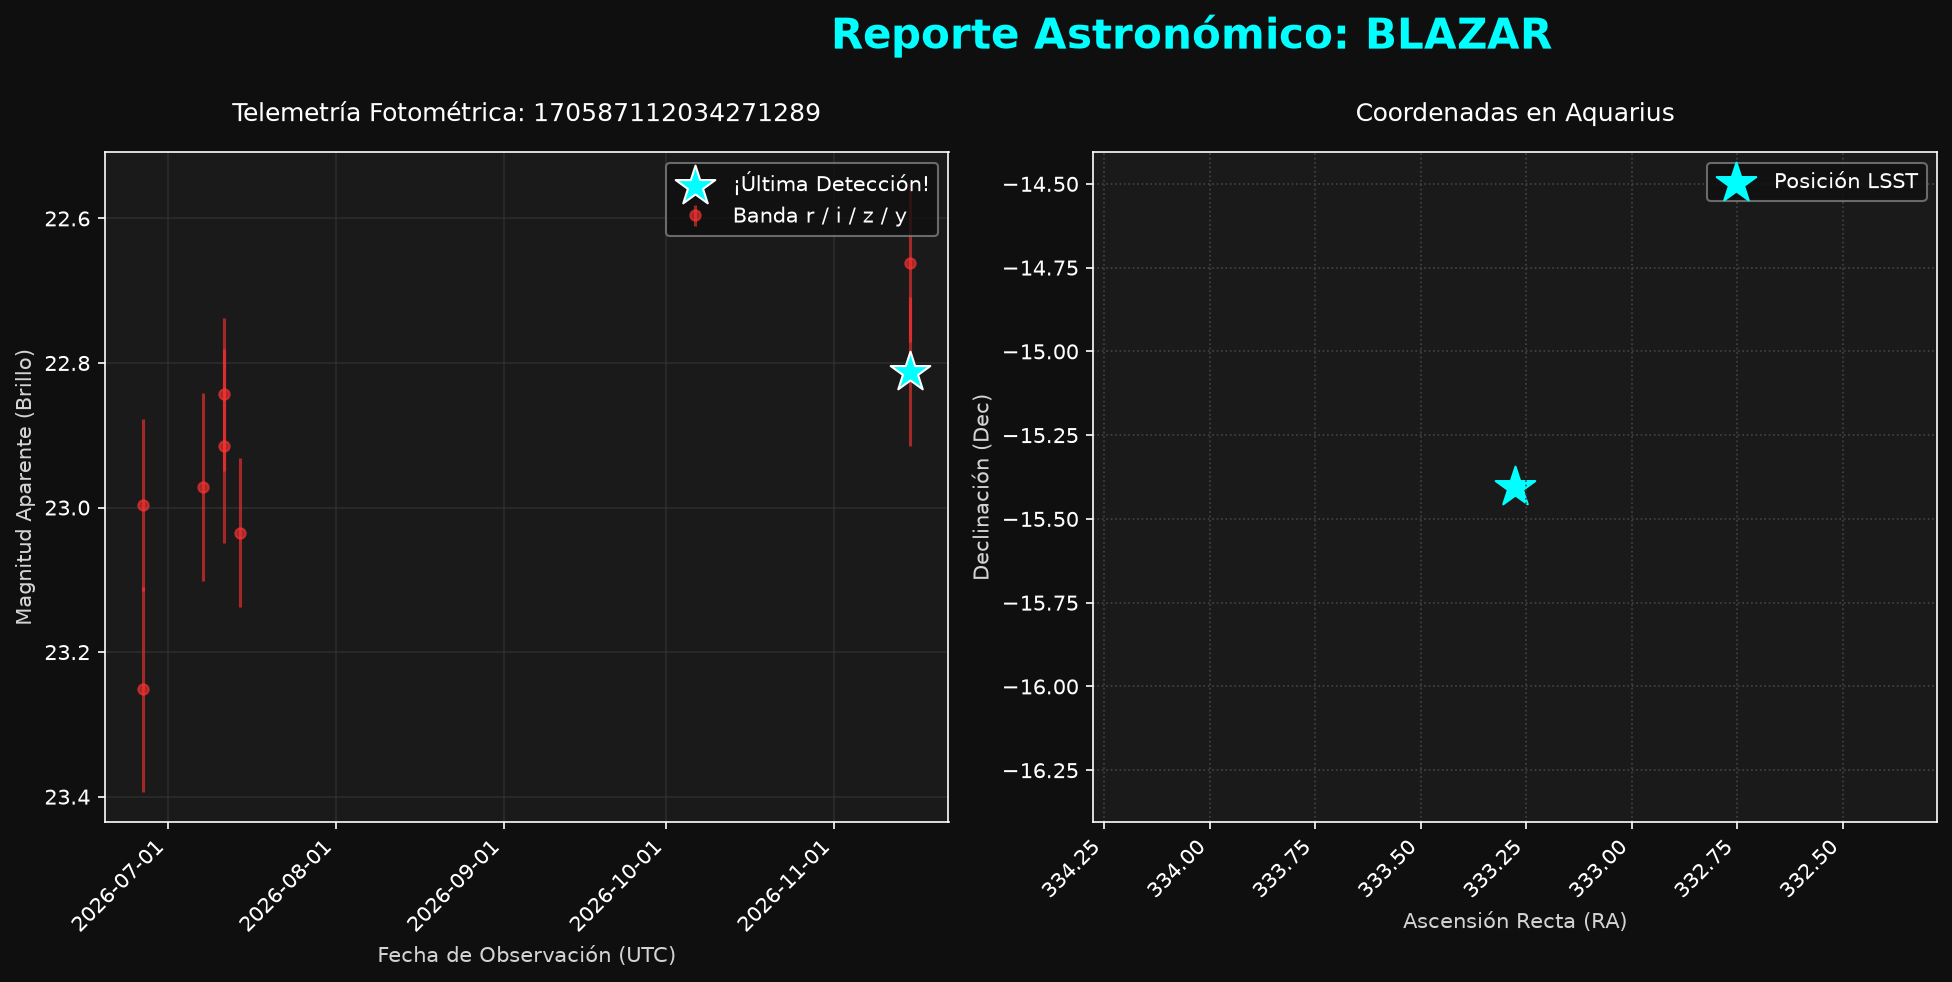 Reporte Astronómico: BLAZAR
Telemetría Fotométrica: 170587112034271289
¡Última Detección!
Banda r / i / z / y
Magnitud Aparente (Brillo)
22.6
22.8
23.0
23.2
23.4
2026-07-01
2026-08-01
2026-09-01
2026-10-01
2026-11-01
Fecha de Observación (UTC)
Coordenadas en Aquarius
Posición LSST
Declinación (Dec)
−14.50
−14.75
−15.00
−15.25
−15.50
−15.75
−16.00
−16.25
334.25
334.00
333.75
333.50
333.25
333.00
332.75
332.50
Ascensión Recta (RA)